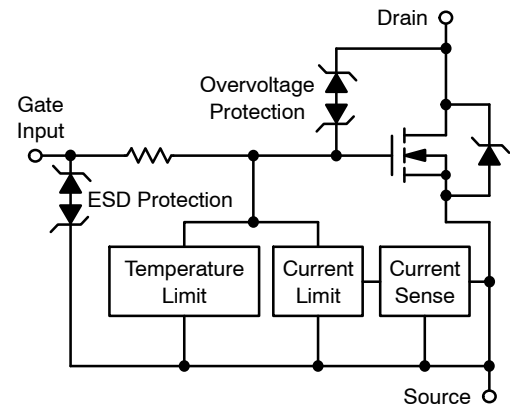 Drain
Overvoltage
Protection
Gate
Input
ESD Protection
Temperature
Limit
Current
Limit
Current
Sense
Source